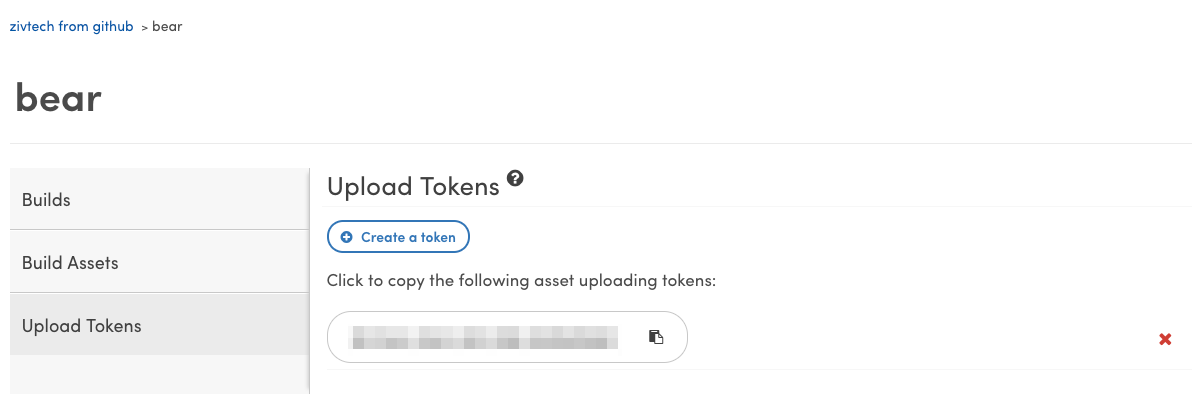 zivtech from github > bear
bear
Builds
Build Assets
Upload Tokens
Upload Tokens ?
Create a token
Click to copy the following asset uploading tokens: